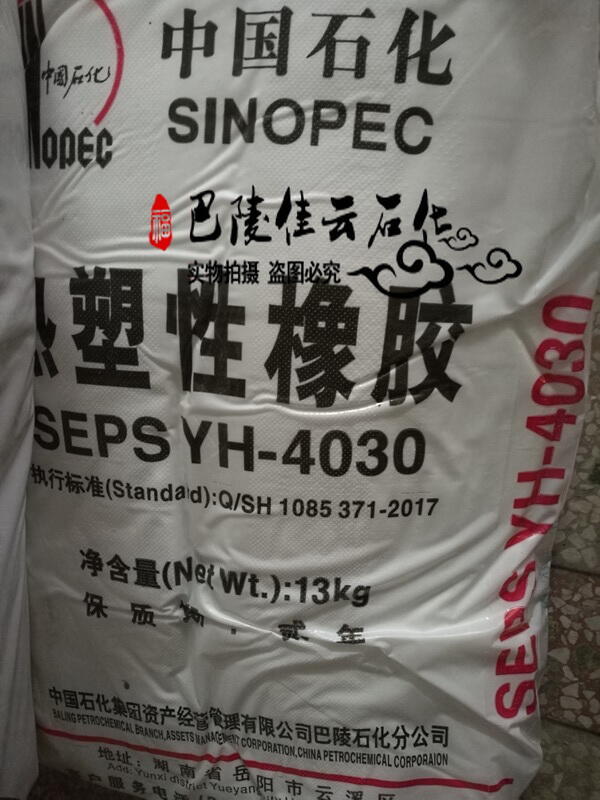 中国石化
中国石化
SINOPEC
福
巴陵佳云石化
实物拍摄 盗图必究
热塑性橡胶
SEPS YH-4030
SEPS YH-4030
执行标准(Standard):Q/SH 1085 371-2017
净含量(Net Wt.):13kg
保质期:贰年
中国石化集团资产经营管理有限公司巴陵石化分公司
BALING PETROCHEMICAL BRANCH,ASSETS MANAGEMENT CORPORATION,CHINA PETROCHEMICAL CORPORAION
地址:湖南省岳阳市云溪区
Add: Yunxi district Yueyang